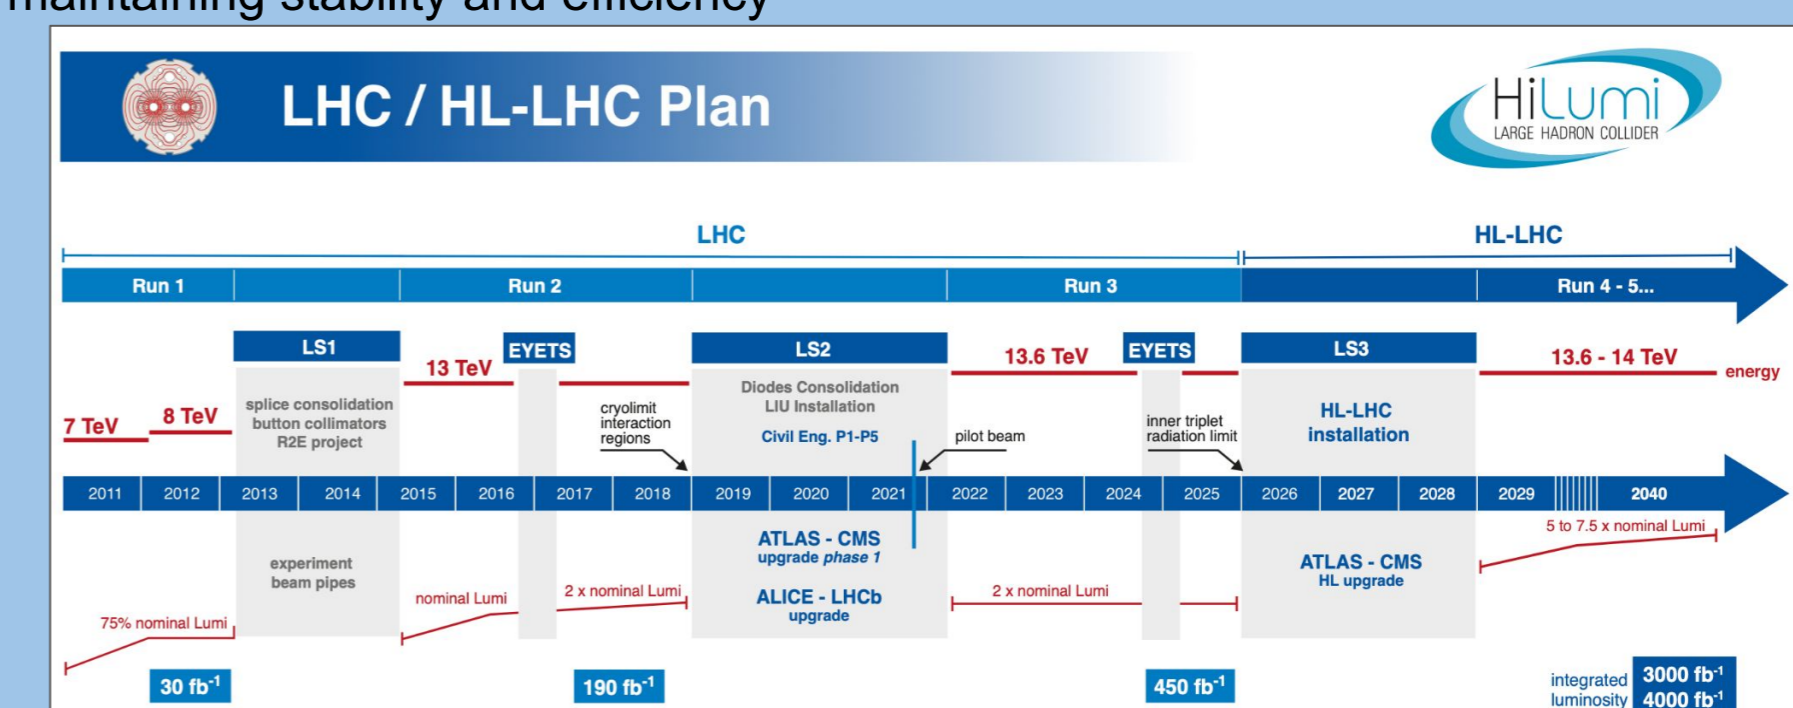 maintaining stability and efficiency
LHC / HL-LHC Plan
HiLumi
LARGE HADRON COLLIDER
LHC
HL-LHC
Run 1
Run 2
Run 3
Run 4 - 5...
LS1
EYETS
LS2
EYETS
LS3
7 TeV
8 TeV
13 TeV
13.6 TeV
13.6 - 14 TeV
energy
splice consolidation
button collimators
R2E project
cryolimit
interaction
regions
Diodes Consolidation
LIU Installation
Civil Eng. P1-P5
pilot beam
inner triplet
radiation limit
HL-LHC
installation
2011 2012 2013 2014 2015 2016 2017 2018 2019 2020 2021 2022 2023 2024 2025 2026 2027 2028 2029 2040
experiment
beam pipes
ATLAS - CMS
upgrade phase 1
ALICE - LHCb
upgrade
ATLAS - CMS
HL upgrade
75% nominal Lumi
nominal Lumi
2 x nominal Lumi
2 x nominal Lumi
5 to 7.5 x nominal Lumi
30 fb⁻¹
190 fb⁻¹
450 fb⁻¹
integrated
luminosity
3000 fb⁻¹
4000 fb⁻¹